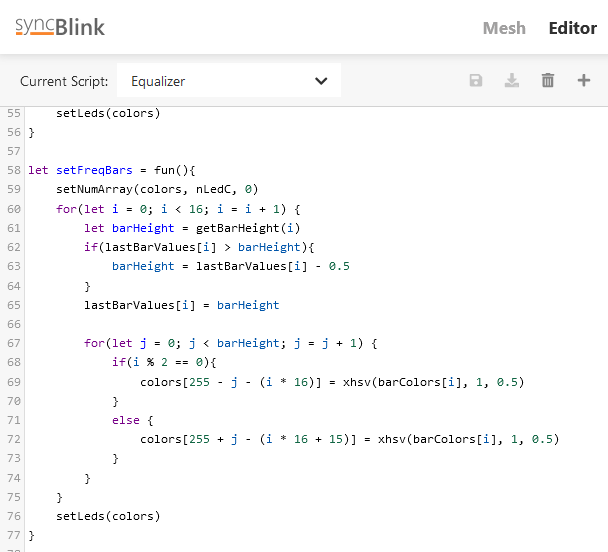 syncBlink
Mesh Editor
Current Script: Equalizer
55 setLeds(colors)
56 }
57
58 let setFreqBars = fun(){
59 setNumArray(colors, nLedC, 0)
60 for(let i = 0; i < 16; i = i + 1) {
61 let barHeight = getBarHeight(i)
62 if(lastBarValues[i] > barHeight){
63 barHeight = lastBarValues[i] - 0.5
64 }
65 lastBarValues[i] = barHeight
66
67 for(let j = 0; j < barHeight; j = j + 1) {
68 if(i % 2 == 0){
69 colors[255 - j - (i * 16)] = xhsv(barColors[i], 1, 0.5)
70 }
71 else {
72 colors[255 + j - (i * 16 + 15)] = xhsv(barColors[i], 1, 0.5)
73 }
74 }
75 }
76 setLeds(colors)
77 }